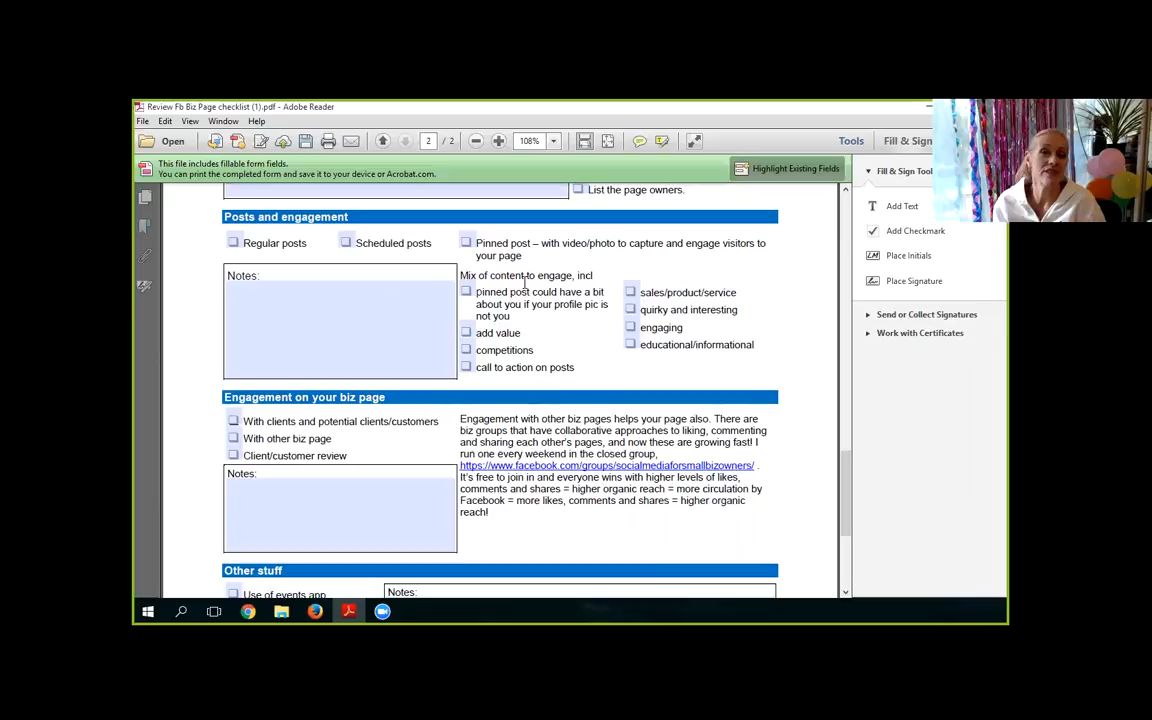 Review Fb Biz Page checklist (1).pdf - Adobe Reader
File Edit View Window Help
Open 2 / 2 108% Tools Fill & Sign
This file includes fillable form fields.
You can print the completed form and save it to your device or Acrobat.com.
Highlight Existing Fields
Fill & Sign Tool
Add Text
Add Checkmark
Place Initials
Place Signature
Send or Collect Signatures
Work with Certificates
List the page owners.
Posts and engagement
Regular posts
Scheduled posts
Pinned post – with video/photo to capture and engage visitors to
your page
Notes:
Mix of content to engage, incl
pinned post could have a bit
about you if your profile pic is
not you
add value
competitions
call to action on posts
sales/product/service
quirky and interesting
engaging
educational/informational
Engagement on your biz page
With clients and potential clients/customers
With other biz page
Client/customer review
Notes:
Engagement with other biz pages helps your page also. There are
biz groups that have collaborative approaches to liking, commenting
and sharing each other's pages, and now these are growing fast! I
run one every weekend in the closed group,
https://www.facebook.com/groups/socialmediaforsmallbizowners/ .
It's free to join in and everyone wins with higher levels of likes,
comments and shares = higher organic reach = more circulation by
Facebook = more likes, comments and shares = higher organic
reach!
Other stuff
Use of events app
Notes: